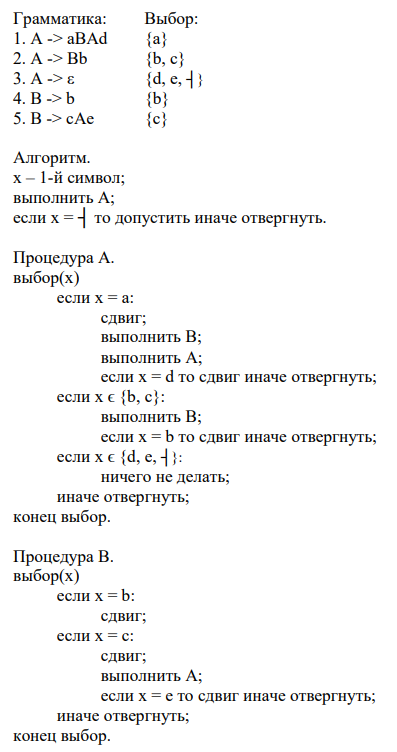 Грамматика: Выбор:
1. A -> aBAd {a}
2. A -> Bb {b, c}
3. A -> ε {d, e, ┤}
4. B -> b {b}
5. B -> cAe {c}
Алгоритм.
x – 1-й символ;
выполнить A;
если x = ┤ то допустить иначе отвергнуть.
Процедура A.
выбор(x)
если x = a:
сдвиг;
выполнить B;
выполнить A;
если x = d то сдвиг иначе отвергнуть;
если x є {b, c}:
выполнить B;
если x = b то сдвиг иначе отвергнуть;
если x є {d, e, ┤}:
ничего не делать;
иначе отвергнуть;
конец выбор.
Процедура B.
выбор(x)
если x = b:
сдвиг;
если x = c:
сдвиг;
выполнить A;
если x = e то сдвиг иначе отвергнуть;
иначе отвергнуть;
конец выбор.